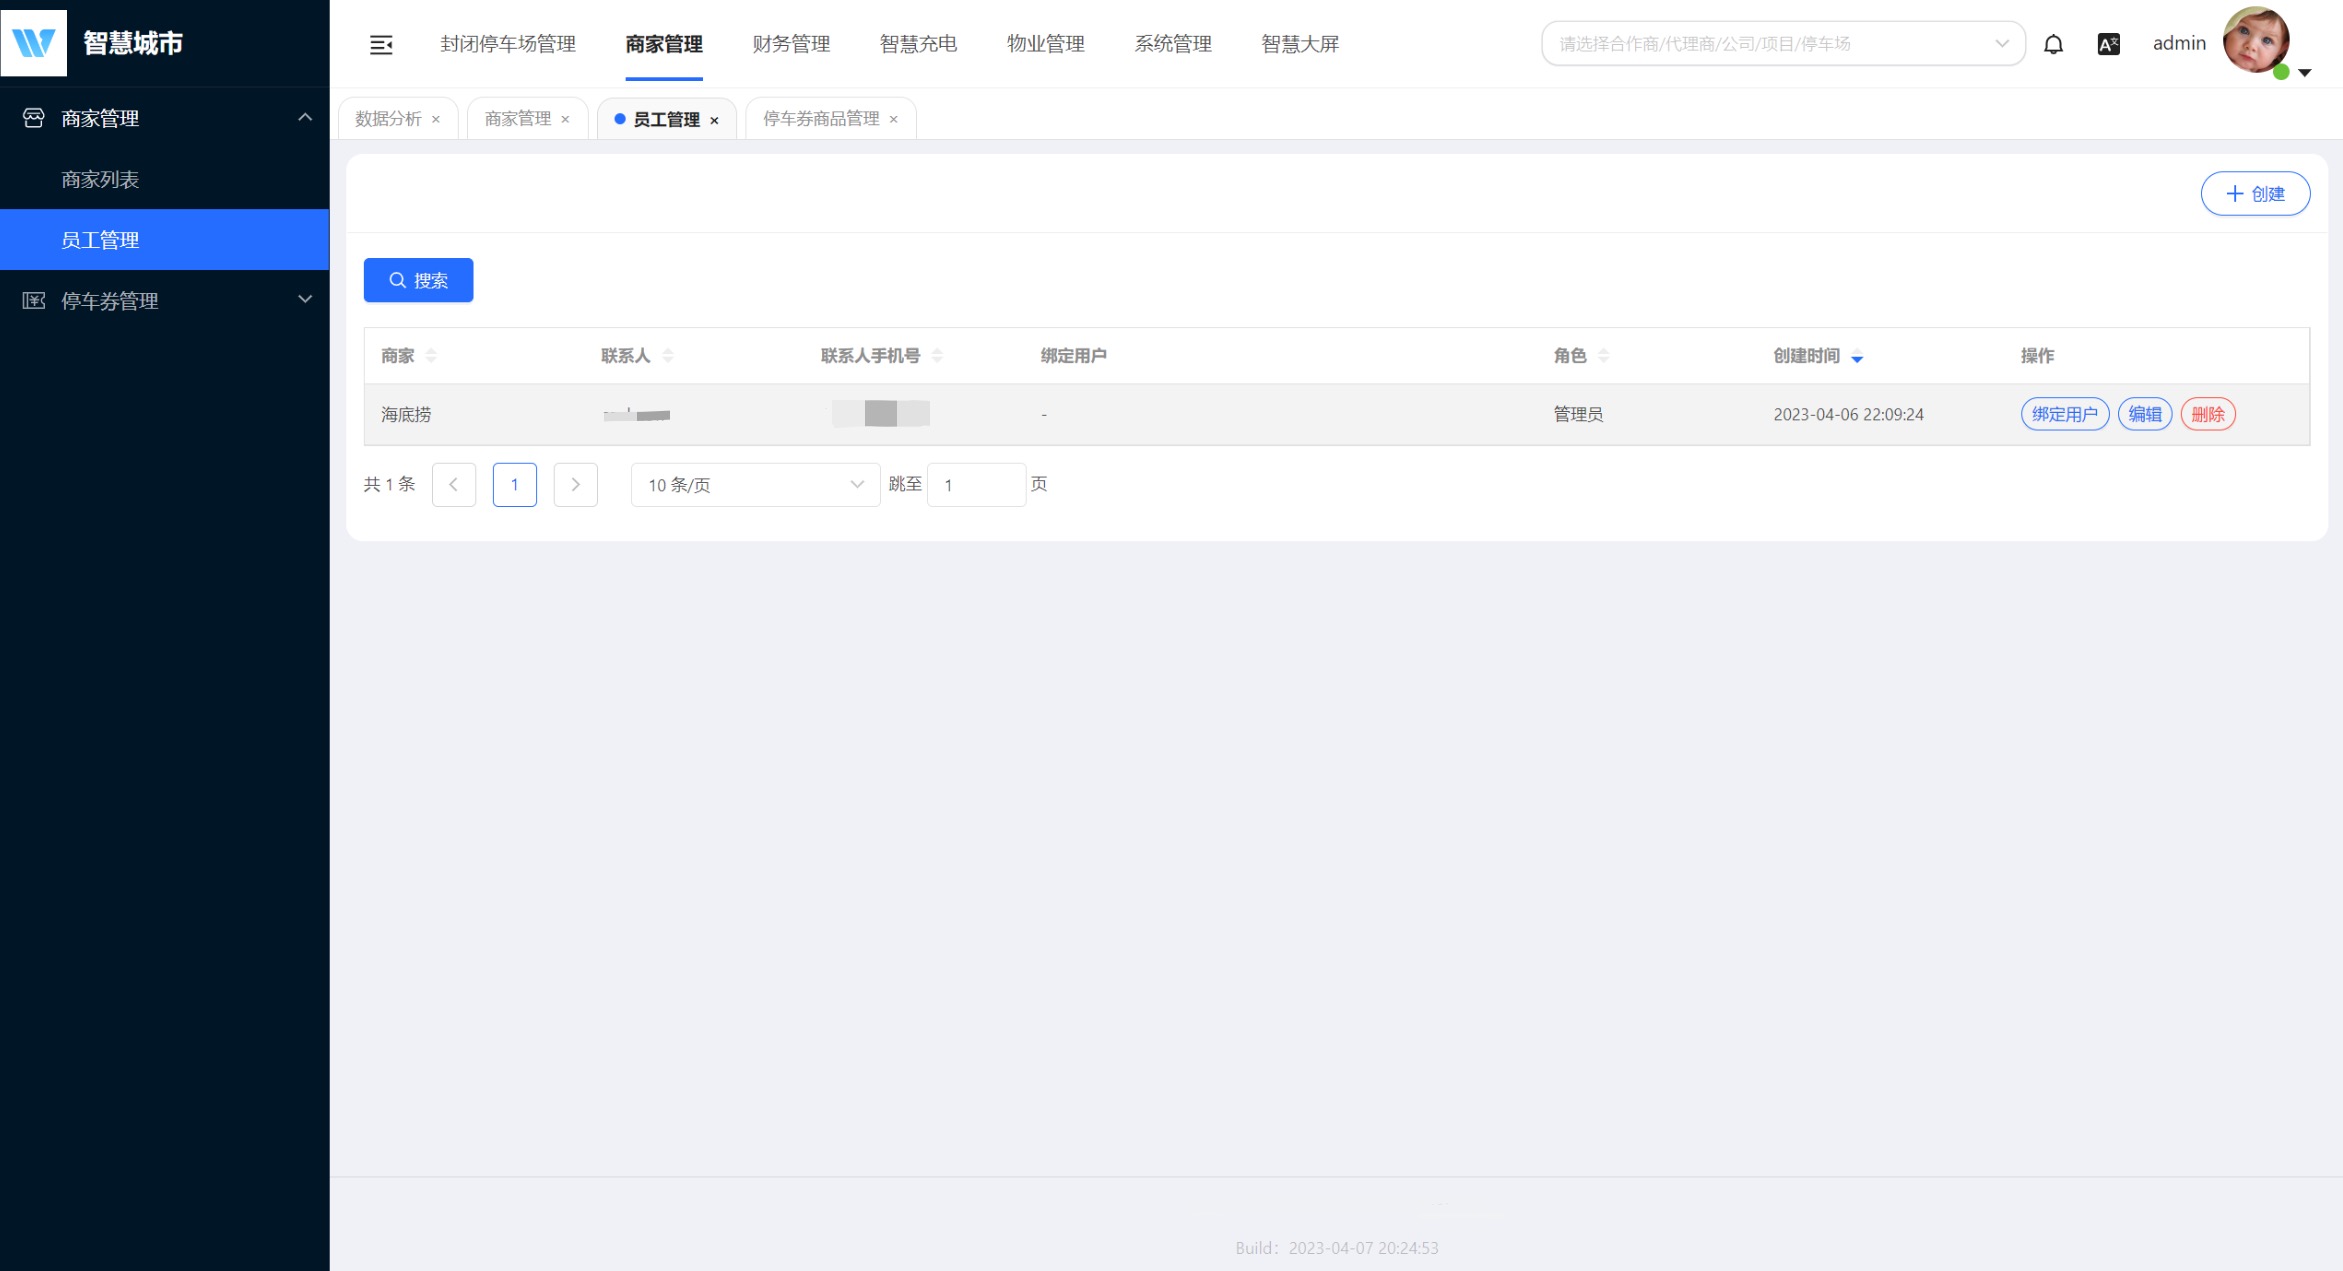 智慧城市
封闭停车场管理 商家管理 财务管理 智慧充电 物业管理 系统管理 智慧大屏
请选择合作商/代理商/公司/项目/停车场
admin
商家管理
商家列表
员工管理
停车券管理
数据分析 × 商家管理 × 员工管理 × 停车券商品管理 ×
创建
搜索
商家 联系人 联系人手机号 绑定用户 角色 创建时间 操作
海底捞 - 管理员 2023-04-06 22:09:24 绑定用户 编辑 删除
共 1 条 1 10 条/页 跳至 1 页
Build：2023-04-07 20:24:53